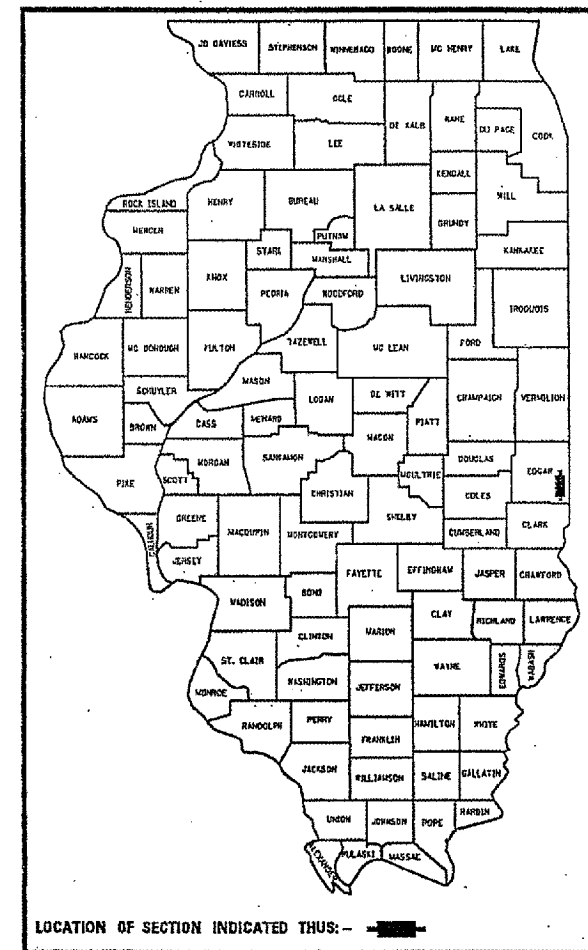 JO DAVIESS STEPHENSON WINNEBAGO BOONE MC HENRY LAKE
CARROLL OGLE DE KALB KANE DU PAGE COOK
WHITESIDE LEE KENDALL WILL
ROCK ISLAND HENRY BUREAU LA SALLE GRUNDY
MERCER PUTNAM KANKAKEE
HENDERSON WARREN KNOX STARK MARSHALL LIVINGSTON
PEORIA WOODFORD IROQUOIS
HANCOCK MC DONOUGH FULTON TAZEWELL MC LEAN FORD
SCHUYLER MASON LOGAN DE WITT CHAMPAIGN VERMILION
ADAMS BROWN CASS MENARD MACON PIATT
PIKE SCOTT MORGAN SANGAMON CHRISTIAN MOULTRIE DOUGLAS EDGAR
COLES
CALHOUN GREENE MACOUPIN MONTGOMERY SHELBY CUMBERLAND CLARK
JERSEY FAYETTE EFFINGHAM JASPER CRAWFORD
MADISON BOND CLAY RICHLAND LAWRENCE
CLINTON MARION
ST. CLAIR WAYNE EDWARDS WABASH
MONROE WASHINGTON JEFFERSON
RANDOLPH PERRY HAMILTON WHITE
FRANKLIN
JACKSON WILLIAMSON SALINE GALLATIN
UNION JOHNSON POPE HARDIN
ALEXANDER PULASKI MASSAC
LOCATION OF SECTION INDICATED THUS:-